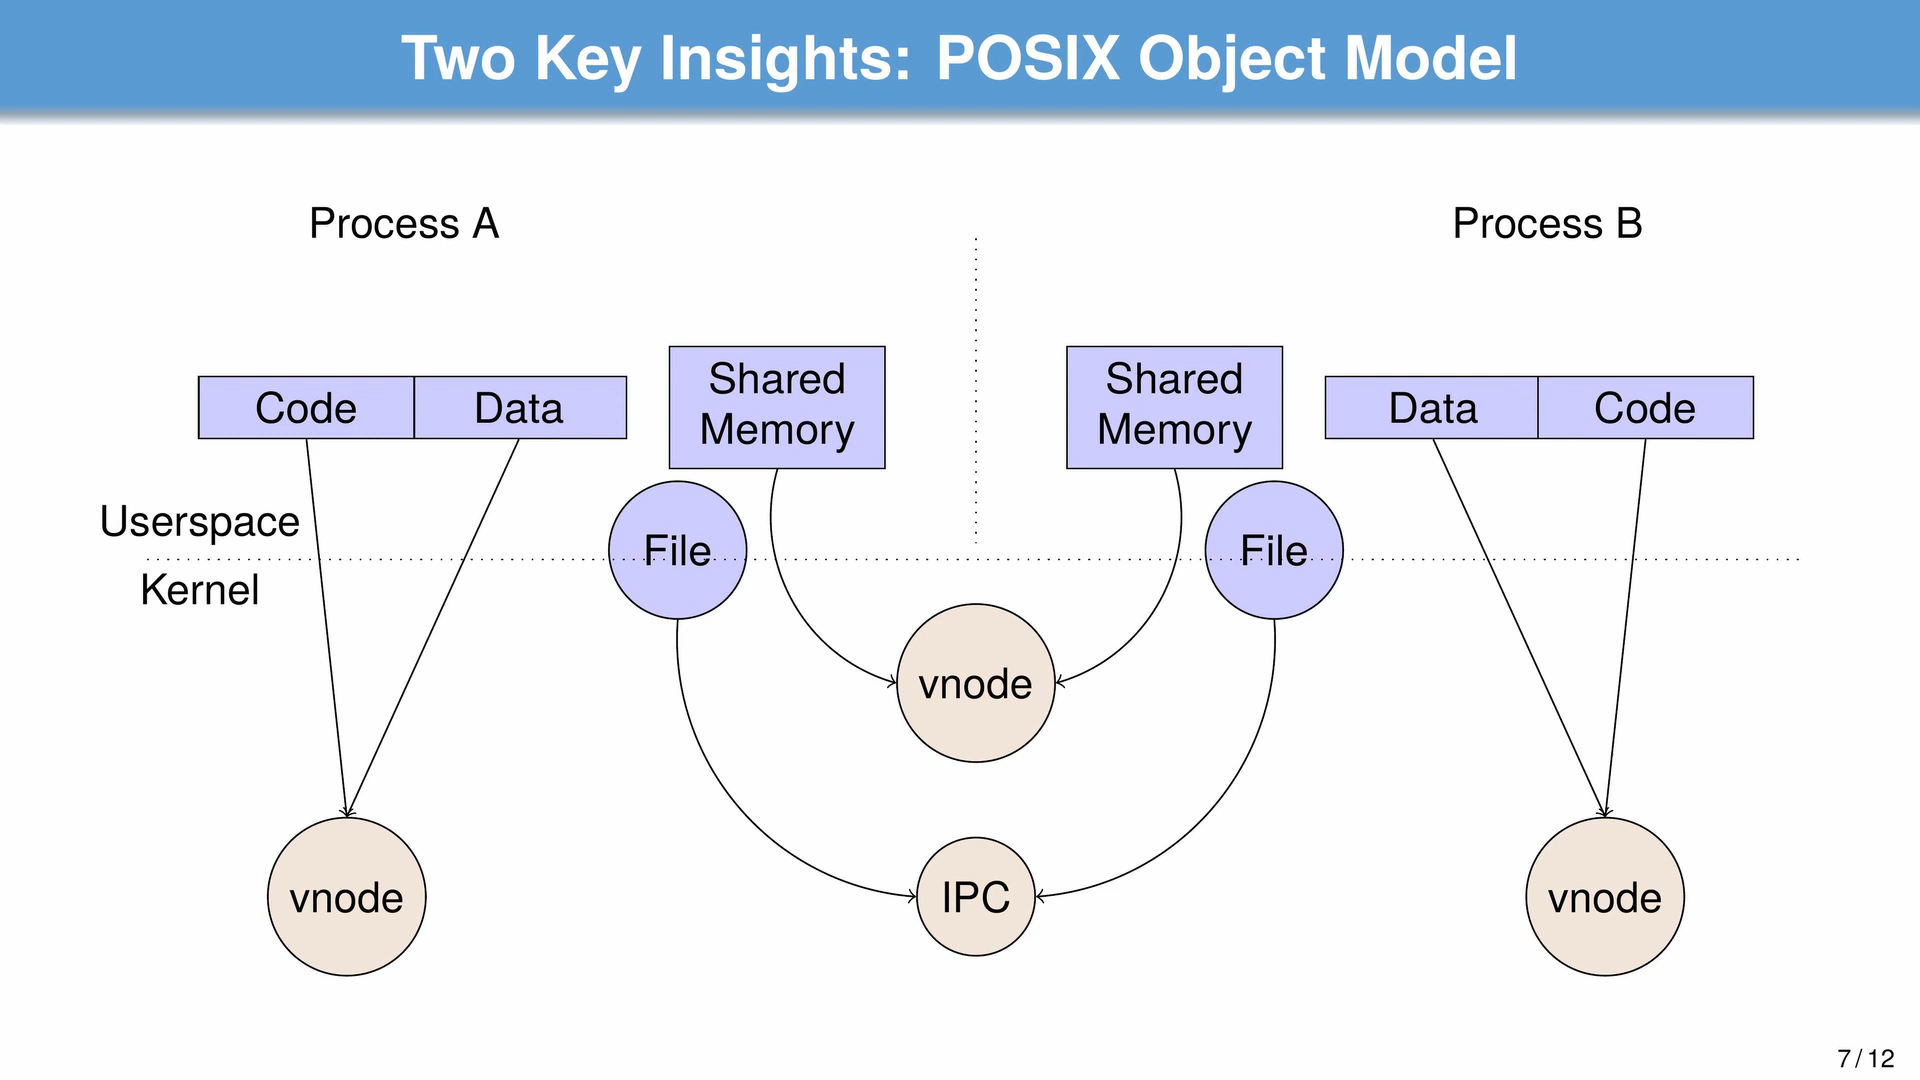 Two Key Insights: POSIX Object Model
Process A
Process B
Code
Data
Shared
Memory
Shared
Memory
Data
Code
Userspace
File
File
Kernel
vnode
vnode
IPC
vnode
7 / 12